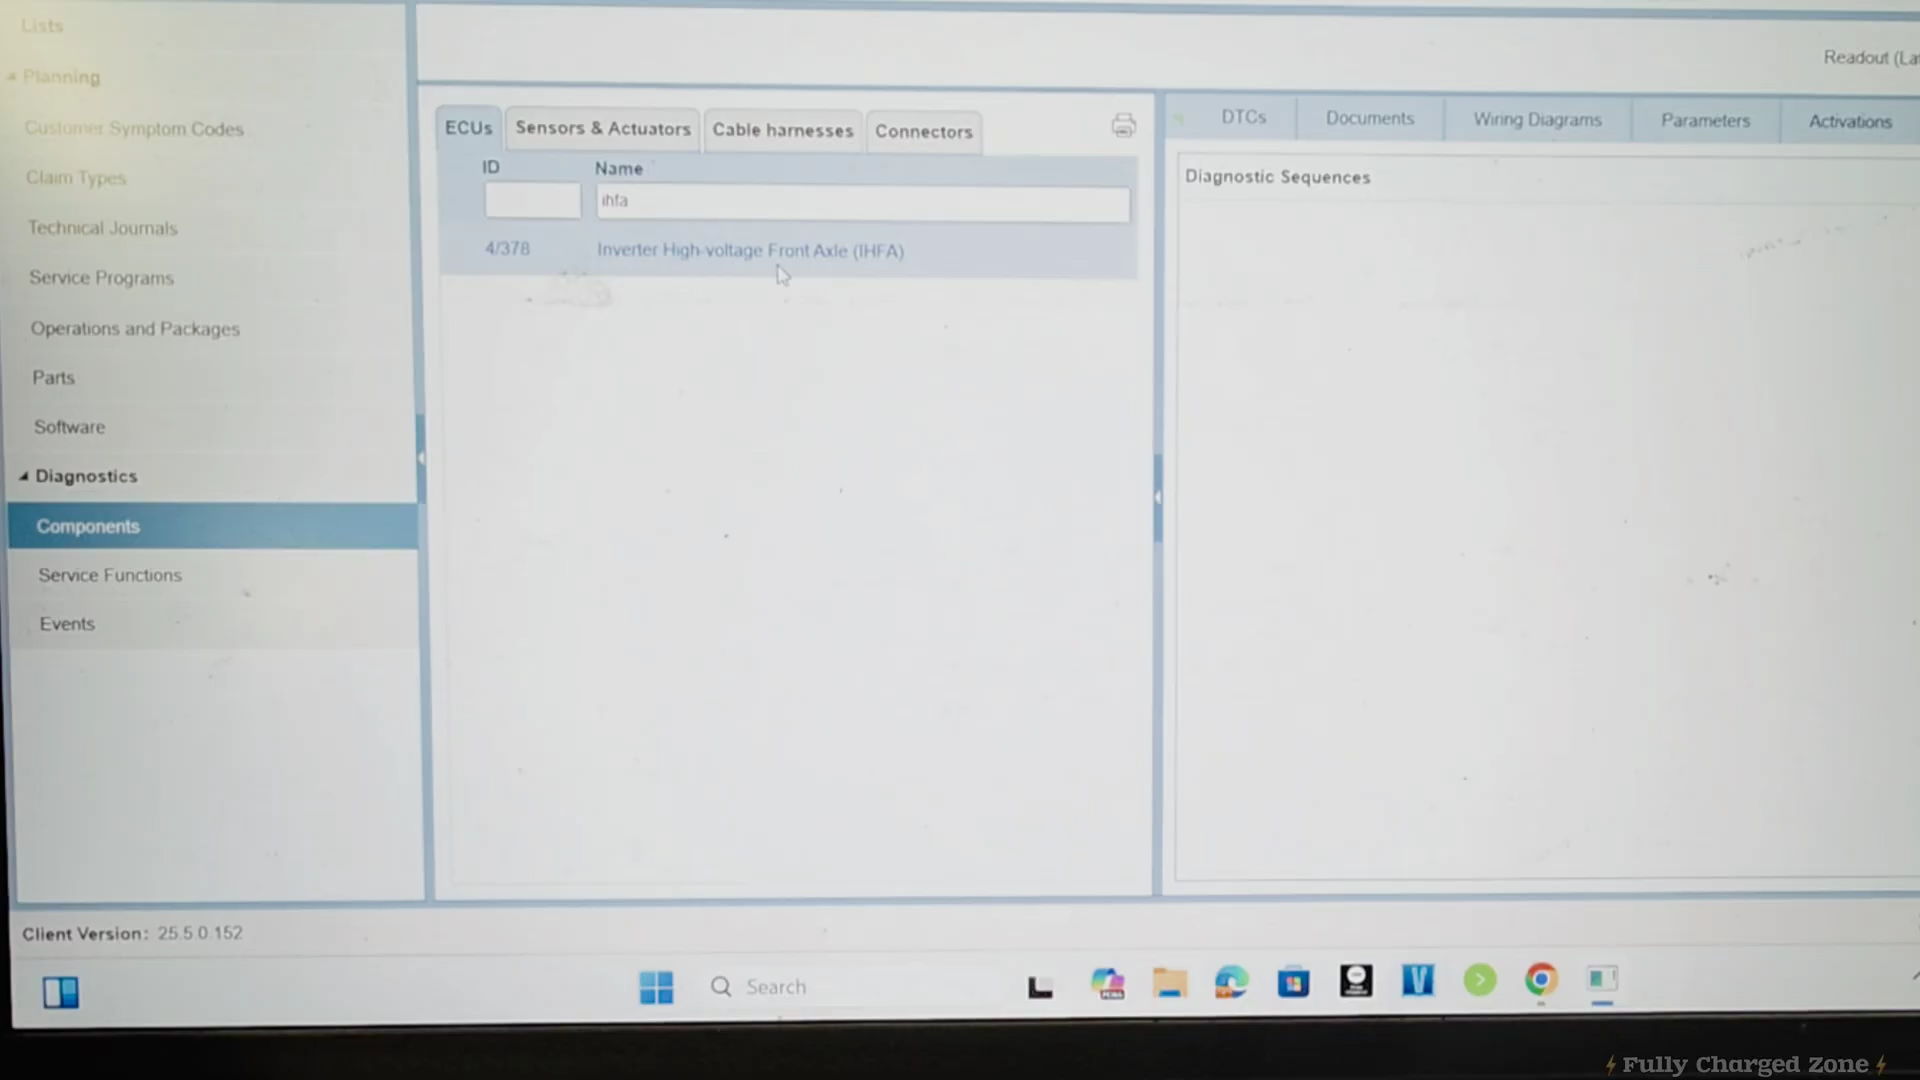 Lists
Planning
Customer Symptom Codes
Claim Types
Technical Journals
Service Programs
Operations and Packages
Parts
Software
Diagnostics
Components
Service Functions
Events
Client Version: 25.5.0.152
ECUs
Sensors & Actuators
Cable harnesses
Connectors
ID
Name
ihfa
4/378
Inverter High-voltage Front Axle (IHFA)
Readout (La
DTCs
Documents
Wiring Diagrams
Parameters
Activations
Diagnostic Sequences
Search
V
Fully Charged Zone